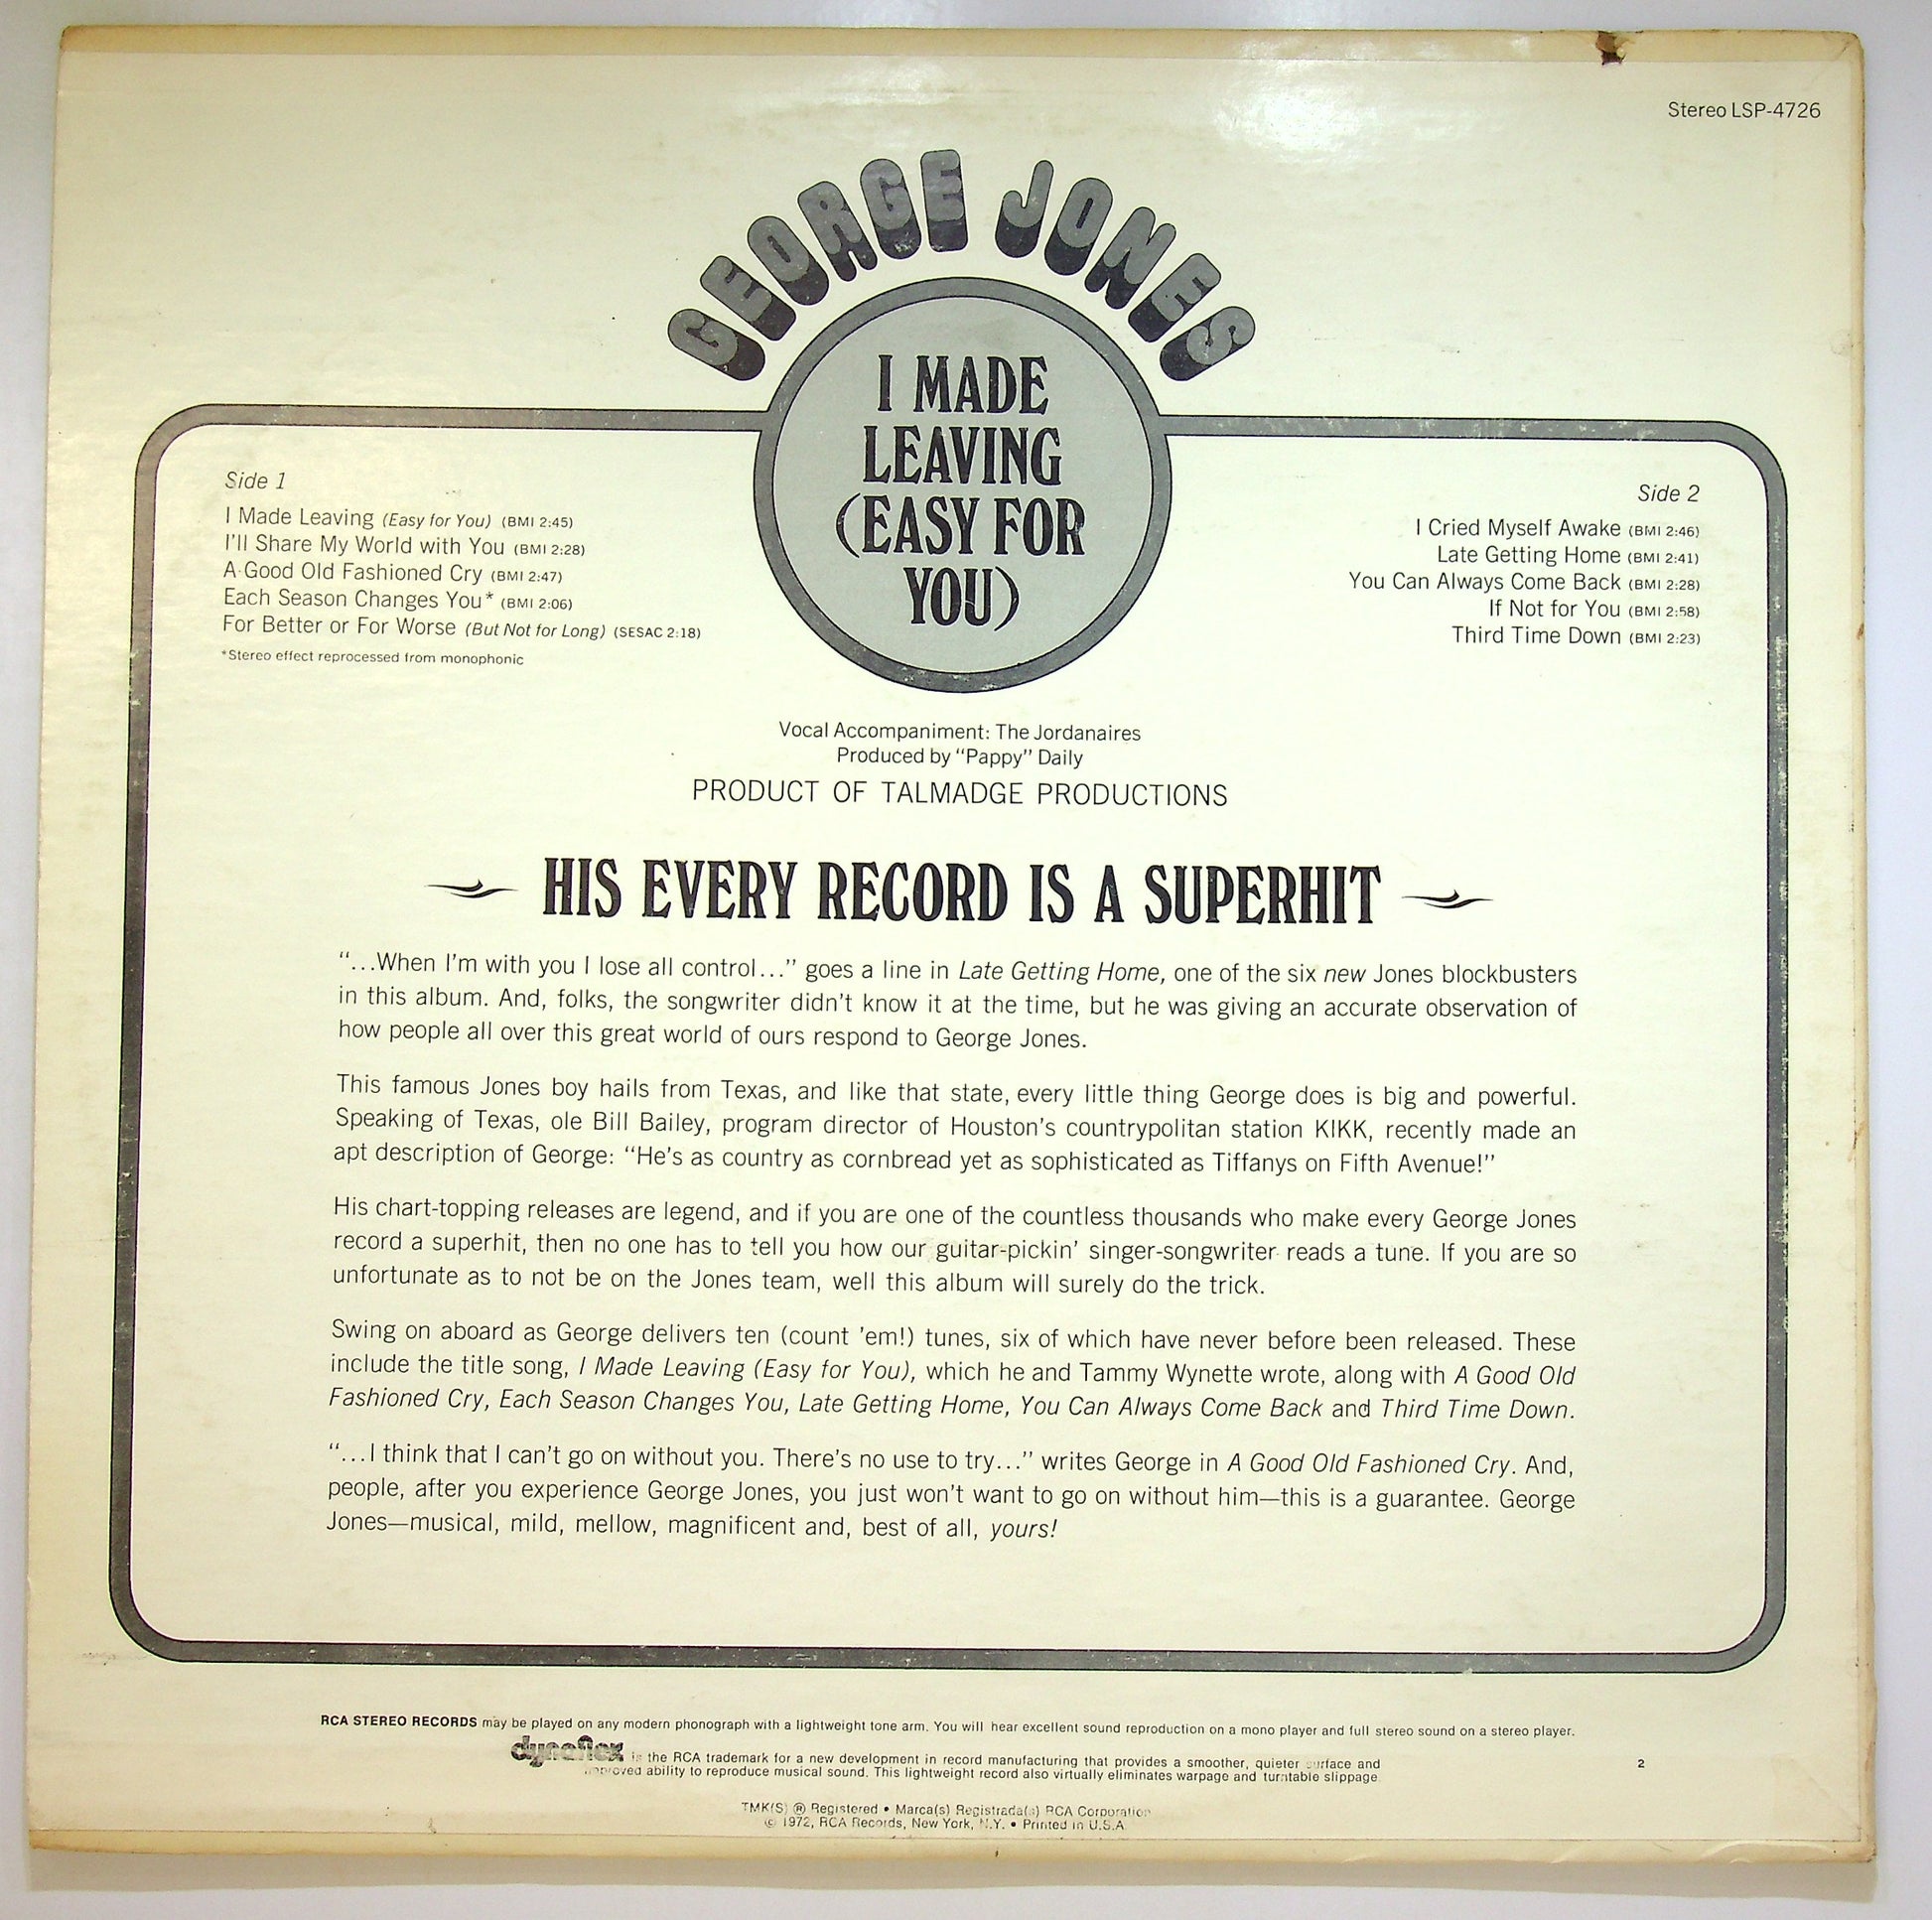 Stereo LSP-4726
GEORGE JONES
I MADE
LEAVING
(EASY FOR
YOU)
Side 1
I Made Leaving (Easy for You) (BMI 2:45)
I'll Share My World with You (BMI 2:28)
A Good Old Fashioned Cry (BMI 2:47)
Each Season Changes You* (BMI 2:06)
For Better or For Worse (But Not for Long) (SESAC 2:18)
*Stereo effect reprocessed from monophonic
Side 2
I Cried Myself Awake (BMI 2:46)
Late Getting Home (BMI 2:41)
You Can Always Come Back (BMI 2:28)
If Not for You (BMI 2:58)
Third Time Down (BMI 2:23)
Vocal Accompaniment: The Jordanaires
Produced by “Pappy” Daily
PRODUCT OF TALMADGE PRODUCTIONS
HIS EVERY RECORD IS A SUPERHIT
“...When I'm with you I lose all control...” goes a line in Late Getting Home, one of the six new Jones blockbusters
in this album. And, folks, the songwriter didn't know it at the time, but he was giving an accurate observation of
how people all over this great world of ours respond to George Jones.
This famous Jones boy hails from Texas, and like that state, every little thing George does is big and powerful.
Speaking of Texas, ole Bill Bailey, program director of Houston's countrypolitan station KIKK, recently made an
apt description of George: “He's as country as cornbread yet as sophisticated as Tiffanys on Fifth Avenue!”
His chart-topping releases are legend, and if you are one of the countless thousands who make every George Jones
record a superhit, then no one has to tell you how our guitar-pickin' singer-songwriter reads a tune. If you are so
unfortunate as to not be on the Jones team, well this album will surely do the trick.
Swing on aboard as George delivers ten (count 'em!) tunes, six of which have never before been released. These
include the title song, I Made Leaving (Easy for You), which he and Tammy Wynette wrote, along with A Good Old
Fashioned Cry, Each Season Changes You, Late Getting Home, You Can Always Come Back and Third Time Down.
“...I think that I can't go on without you. There's no use to try...” writes George in A Good Old Fashioned Cry. And,
people, after you experience George Jones, you just won't want to go on without him—this is a guarantee. George
Jones—musical, mild, mellow, magnificent and, best of all, yours!
RCA STEREO RECORDS may be played on any modern phonograph with a lightweight tone arm. You will hear excellent sound reproduction on a mono player and full stereo sound on a stereo player.
dynaflex is the RCA trademark for a new development in record manufacturing that provides a smoother, quieter surface and
improved ability to reproduce musical sound. This lightweight record also virtually eliminates warpage and turntable slippage
2
TMK(S) ® Registered • Marca(s) Registrada(s) RCA Corporation
© 1972, RCA Records, New York, N.Y. • Printed in U.S.A.